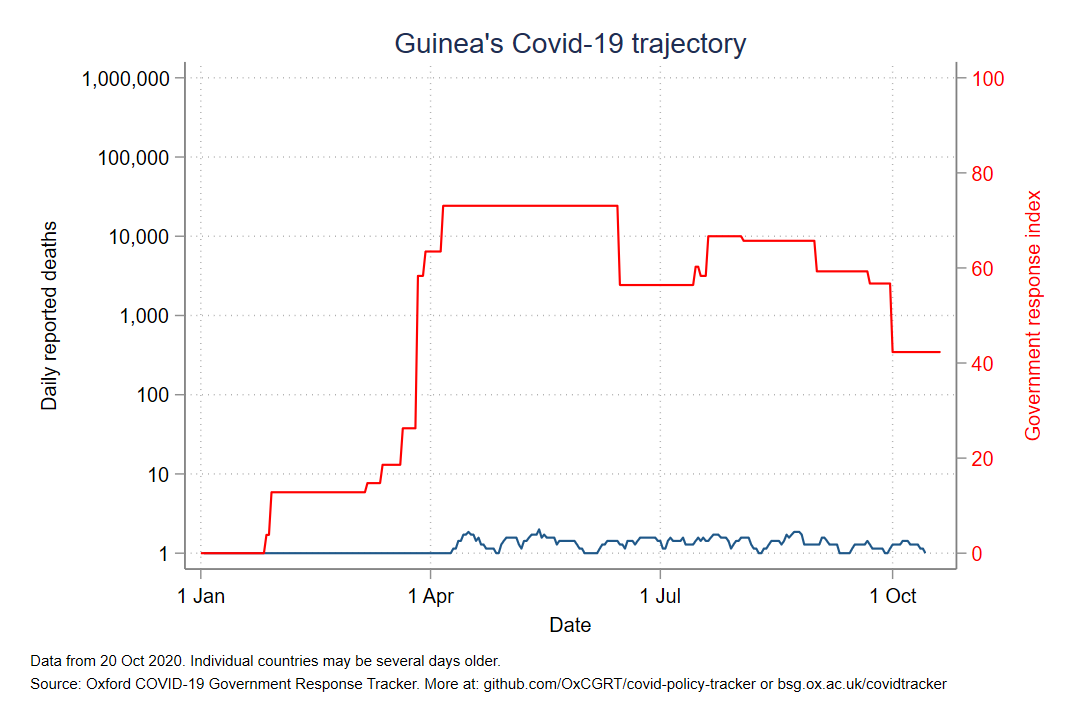 Guinea's Covid-19 trajectory
1,000,000
100,000
10,000
1,000
100
10
1
Daily reported deaths
100
80
60
40
20
0
Government response index
1 Jan
1 Apr
1 Jul
1 Oct
Date
Data from 20 Oct 2020. Individual countries may be several days older.
Source: Oxford COVID-19 Government Response Tracker. More at: github.com/OxCGRT/covid-policy-tracker or bsg.ox.ac.uk/covidtracker